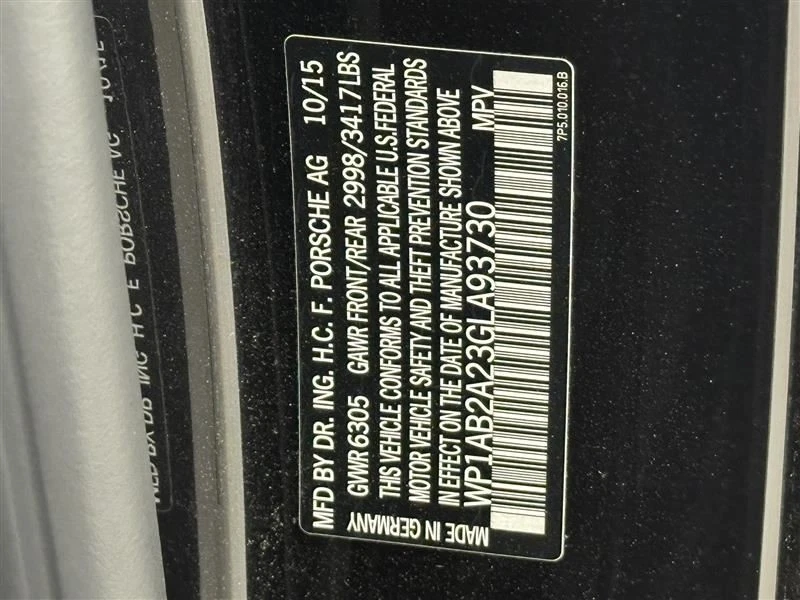 MFD BY DR. ING. H.C. F. PORSCHE AG 10/15
GVWR 6305 GAWR FRONT/REAR 2998/3417LBS
THIS VEHICLE CONFORMS TO ALL APPLICABLE U.S.FEDERAL
MOTOR VEHICLE SAFETY AND THEFT PREVENTION STANDARDS
IN EFFECT ON THE DATE OF MANUFACTURE SHOWN ABOVE
WP1AB2A23GLA93730 MPV
MADE IN GERMANY
7P5.010.016.B